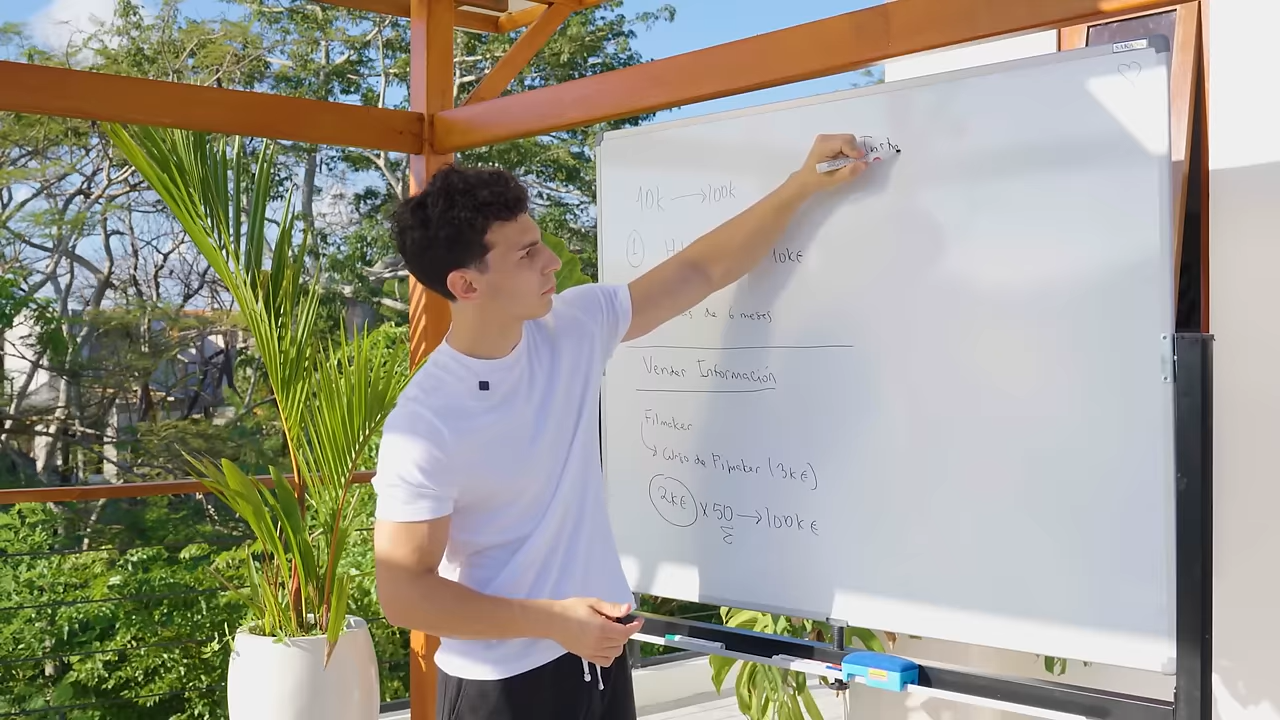 10k → 100k
1
10k€
de 6 meses
Vender Información
Filmaker
↳ Curso de Filmaker (3k€)
2k€ x 50 → 100k€